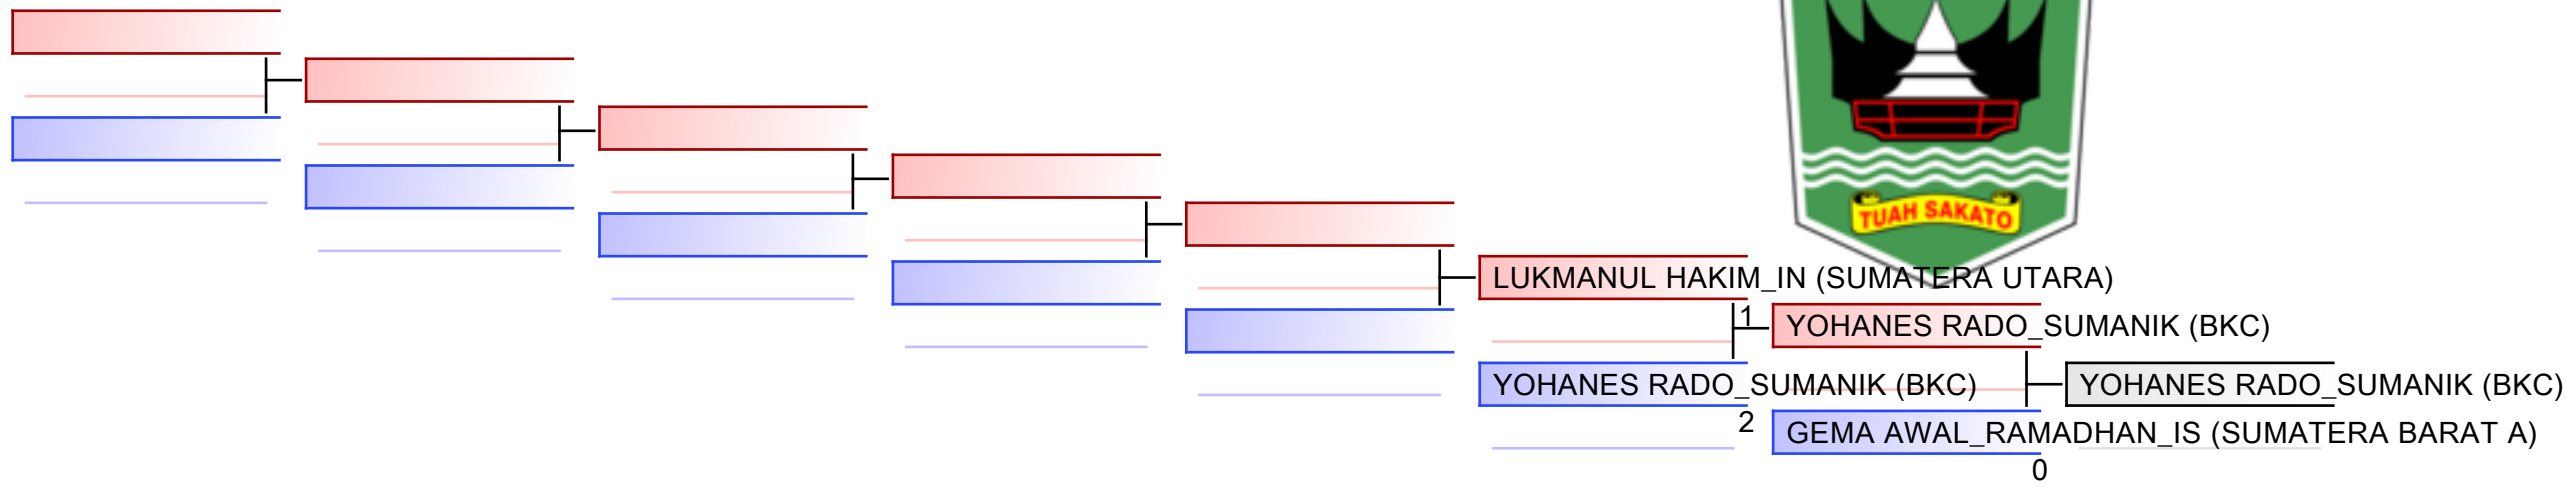 TUAH SAKATO
LUKMANUL HAKIM_IN (SUMATERA UTARA)
1
YOHANES RADO_SUMANIK (BKC)
YOHANES RADO_SUMANIK (BKC)
YOHANES RADO_SUMANIK (BKC)
2
GEMA AWAL_RAMADHAN_IS (SUMATERA BARAT A)
0